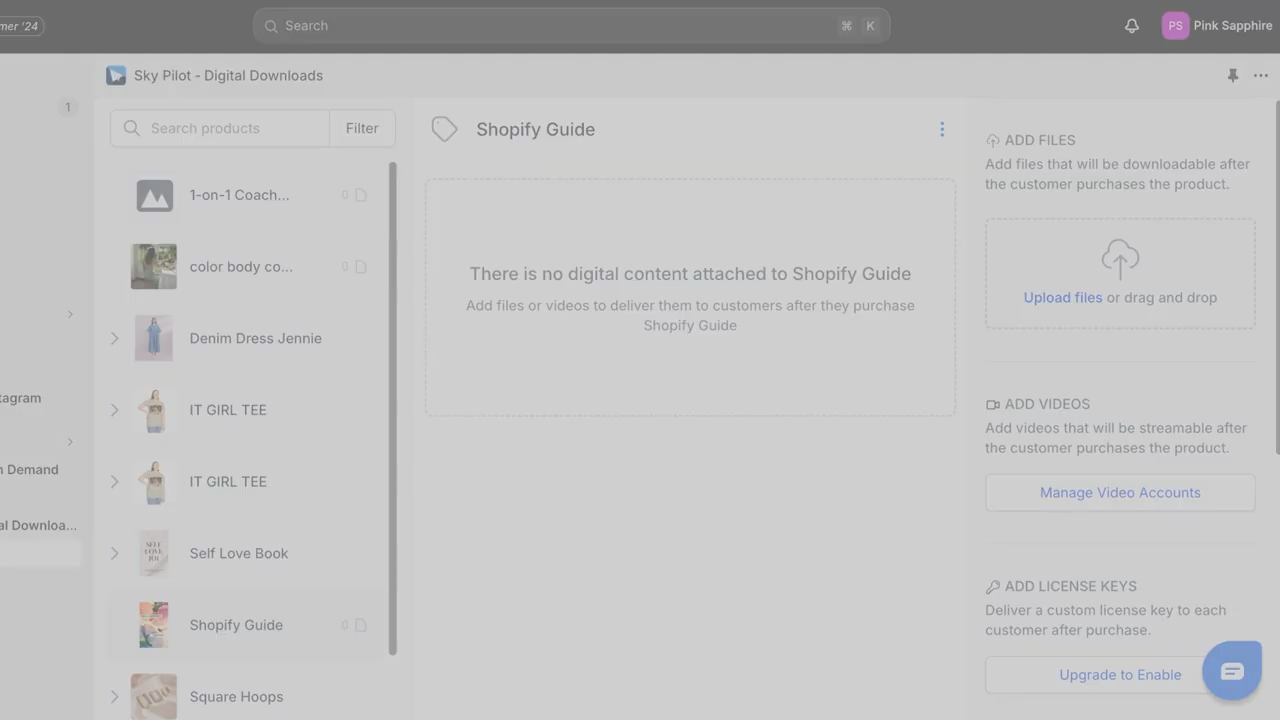 mer '24
Search
⌘ K
PS Pink Sapphire
Sky Pilot - Digital Downloads
1
Search products
Filter
Shopify Guide
ADD FILES
Add files that will be downloadable after
the customer purchases the product.
1-on-1 Coach...
0
color body co...
0
There is no digital content attached to Shopify Guide
Add files or videos to deliver them to customers after they purchase
Shopify Guide
Upload files or drag and drop
Denim Dress Jennie
tagram
IT GIRL TEE
ADD VIDEOS
Add videos that will be streamable after
the customer purchases the product.
n Demand
IT GIRL TEE
Manage Video Accounts
al Downloa...
SELF
LOVE
Self Love Book
ADD LICENSE KEYS
Deliver a custom license key to each
customer after purchase.
Shopify Guide
0
Upgrade to Enable
Square Hoops